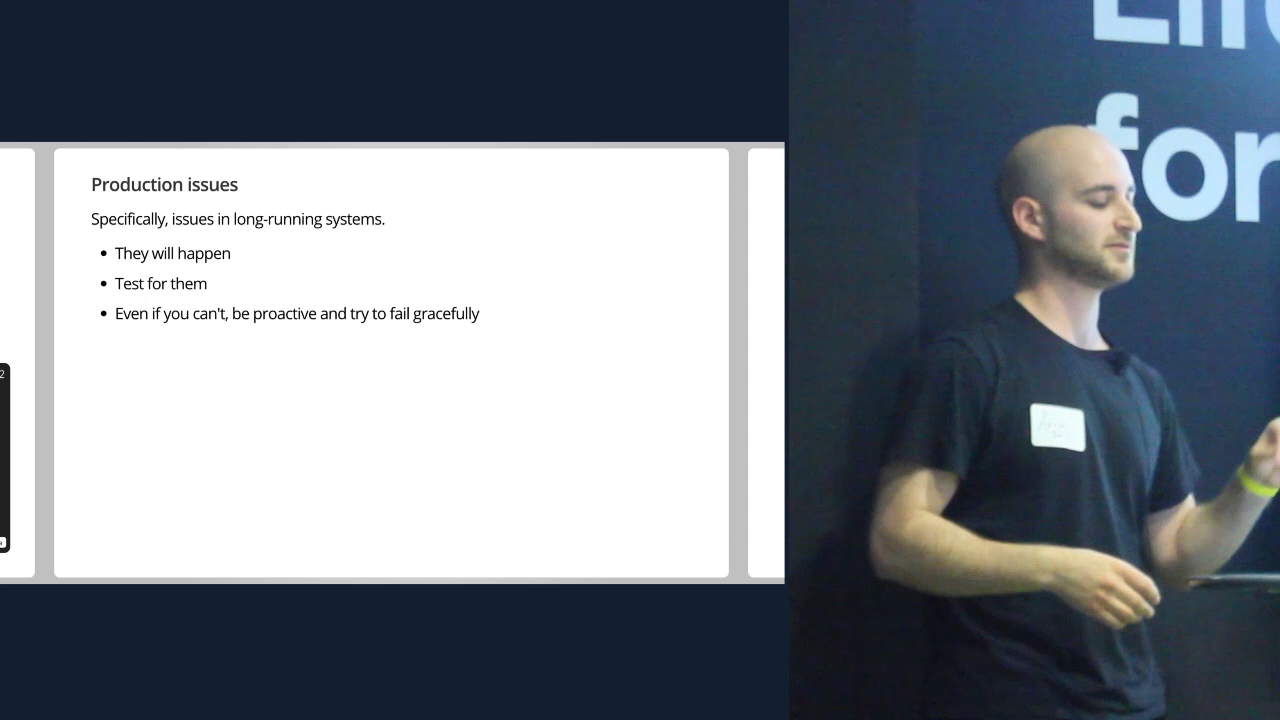 Production issues
Specifically, issues in long-running systems.
They will happen
Test for them
Even if you can't, be proactive and try to fail gracefully
2
for